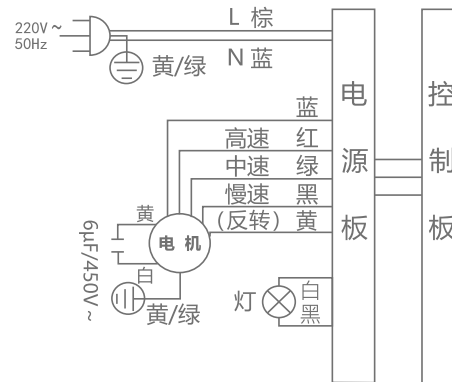 220V~
50Hz
L 棕
N 蓝
黄/绿
蓝
高速 红
中速 绿
慢速 黑
(反转) 黄
黄
电 机
白
6μF/450V~
黄/绿
灯
白
黑
电源板
控制板